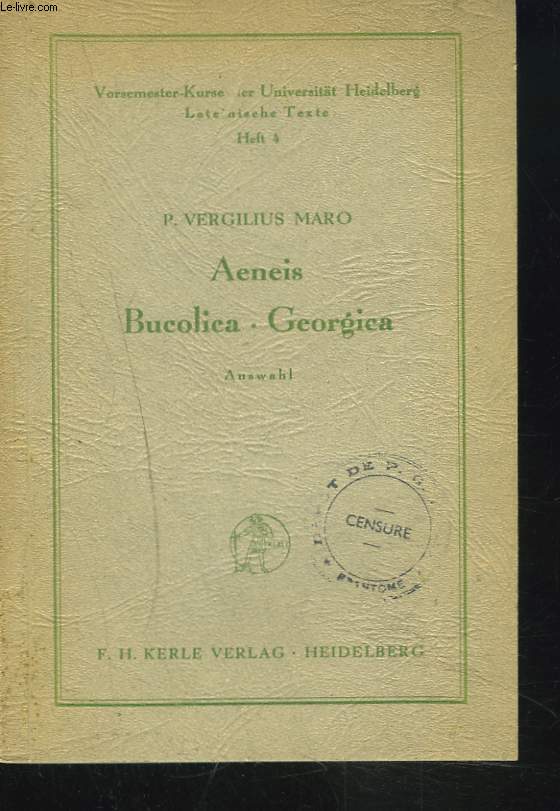 Le-livre.com
Vorsemester-Kurse der Universität Heidelberg
Lateinische Texte
Heft 4
P. VERGILIUS MARO
Aeneis
Bucolica · Georgica
Auswahl
DE P.
CENSURE
F. H. KERLE VERLAG · HEIDELBERG